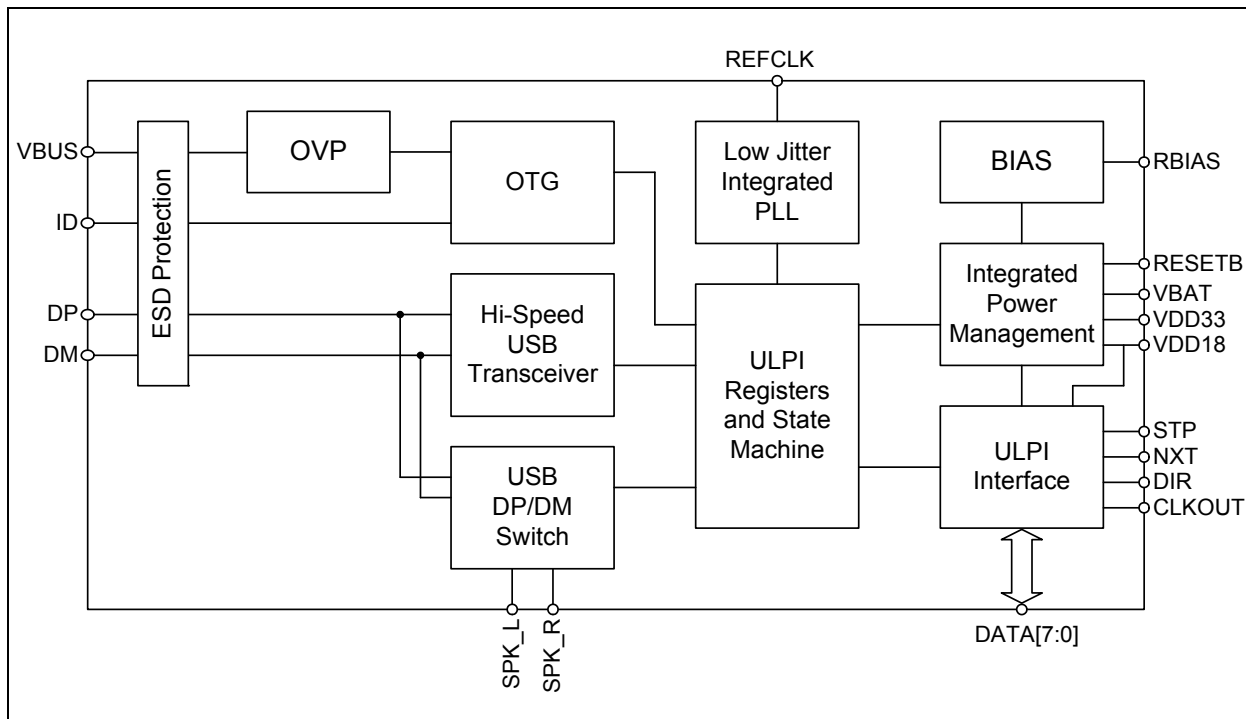 REFCLK
VBUS
ID
DP
DM
ESD Protection
OVP
OTG
Low Jitter
Integrated
PLL
BIAS
RBIAS
Hi-Speed
USB
Transceiver
ULPI
Registers
and State
Machine
Integrated
Power
Management
RESETB
VBAT
VDD33
VDD18
USB
DP/DM
Switch
ULPI
Interface
STP
NXT
DIR
CLKOUT
SPK_L
SPK_R
DATA[7:0]